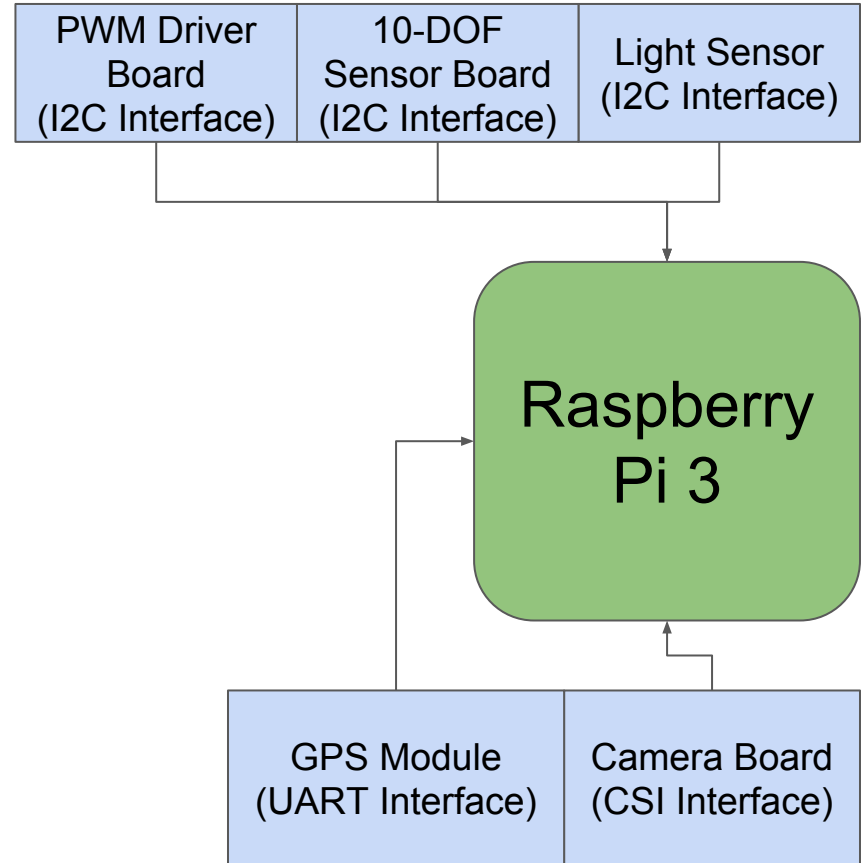 PWM Driver
Board
(I2C Interface)
10-DOF
Sensor Board
(I2C Interface)
Light Sensor
(I2C Interface)
Raspberry
Pi 3
GPS Module
(UART Interface)
Camera Board
(CSI Interface)